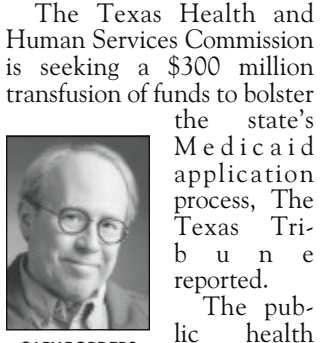 The Texas Health and
Human Services Commission
is seeking a $300 million
transfusion of funds to bolster
the state's
Medicaid
application
process, The
Texas Tri-
bune
reported.
The pub-
lic health